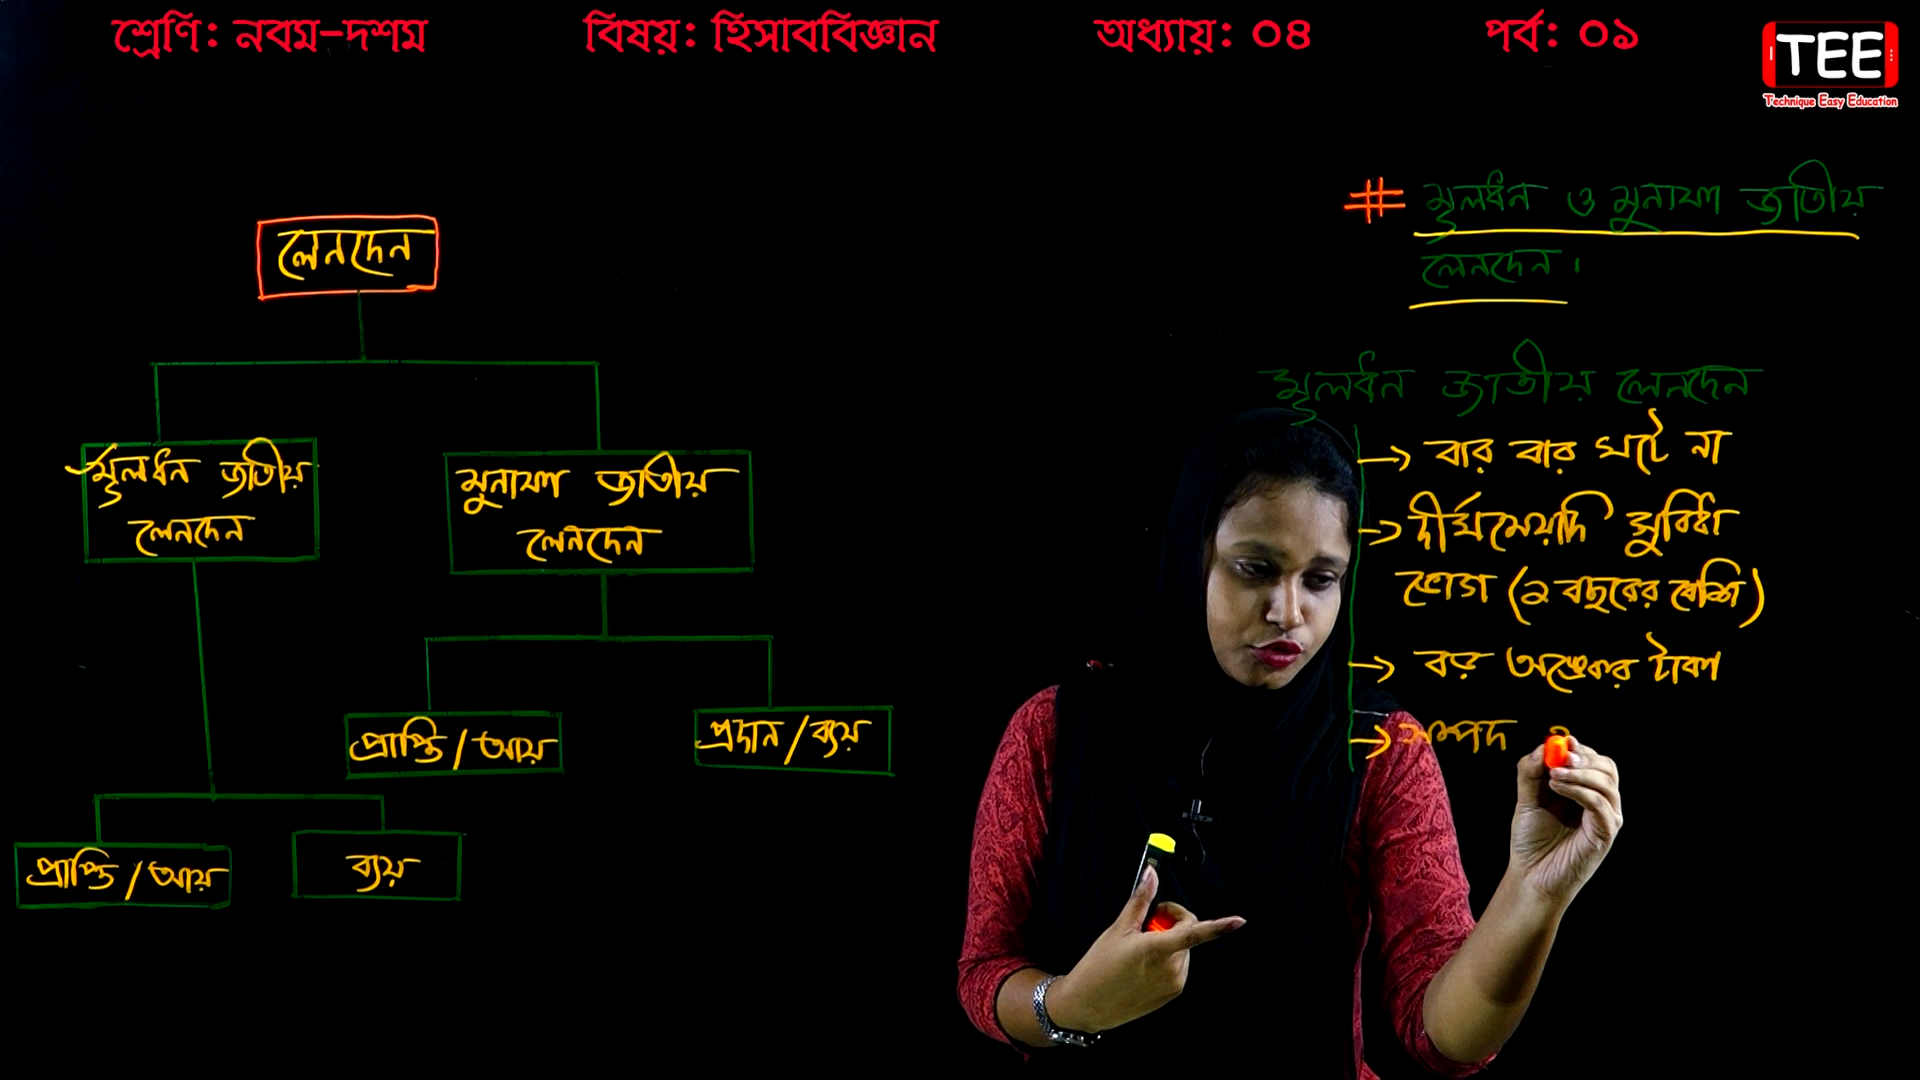 শ্রেণি: নবম-দশম
বিষয়: হিসাববিজ্ঞান
অধ্যায়: ০৪
পর্ব: ০১
TEE
Technique Easy Education
# মূলধন ও মুনাফা জাতীয়
লেনদেন।
লেনদেন
মূলধন জাতীয়
লেনদেন
মুনাফা জাতীয়
লেনদেন
প্রাপ্তি/আয়
প্রদান/ব্যয়
প্রাপ্তি/আয়
ব্যয়
মূলধন জাতীয় লেনদেন
→ বার বার ঘটে না
→ দীর্ঘমেয়াদি সুবিধা
ভোগ (১ বছরের বেশি)
→ বড় অঙ্কের টাকা
→ সম্পদ